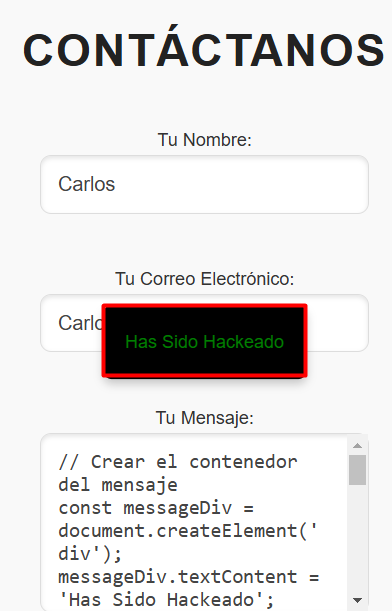 CONTÁCTANOS
Tu Nombre:
Carlos
Tu Correo Electrónico:
Carlo
Has Sido Hackeado
Tu Mensaje:
// Crear el contenedor
del mensaje
const messageDiv =
document.createElement('
div');
messageDiv.textContent =
'Has Sido Hackeado';